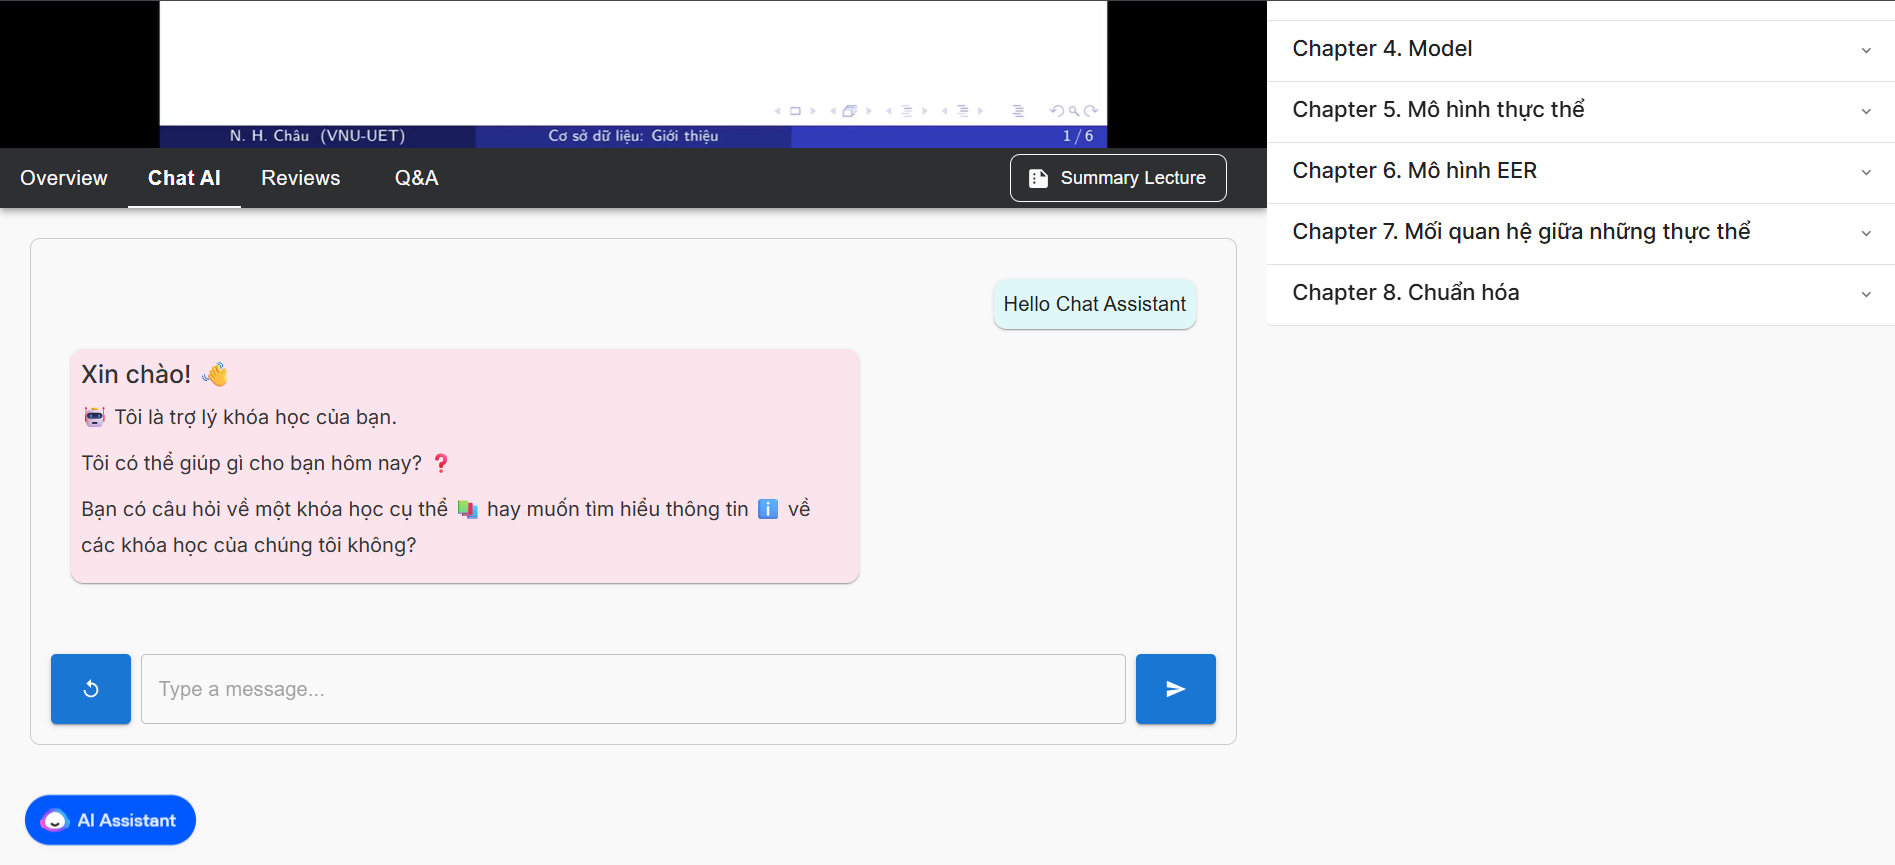 N. H. Châu (VNU-UET)
Cơ sở dữ liệu: Giới thiệu
1 / 6
Overview
Chat AI
Reviews
Q&A
Summary Lecture
Hello Chat Assistant
Xin chào! 👋
🤖 Tôi là trợ lý khóa học của bạn.
Tôi có thể giúp gì cho bạn hôm nay? ❓
Bạn có câu hỏi về một khóa học cụ thể 📚 hay muốn tìm hiểu thông tin ℹ️ về
các khóa học của chúng tôi không?
Type a message...
AI Assistant
Chapter 4. Model
Chapter 5. Mô hình thực thể
Chapter 6. Mô hình EER
Chapter 7. Mối quan hệ giữa những thực thể
Chapter 8. Chuẩn hóa